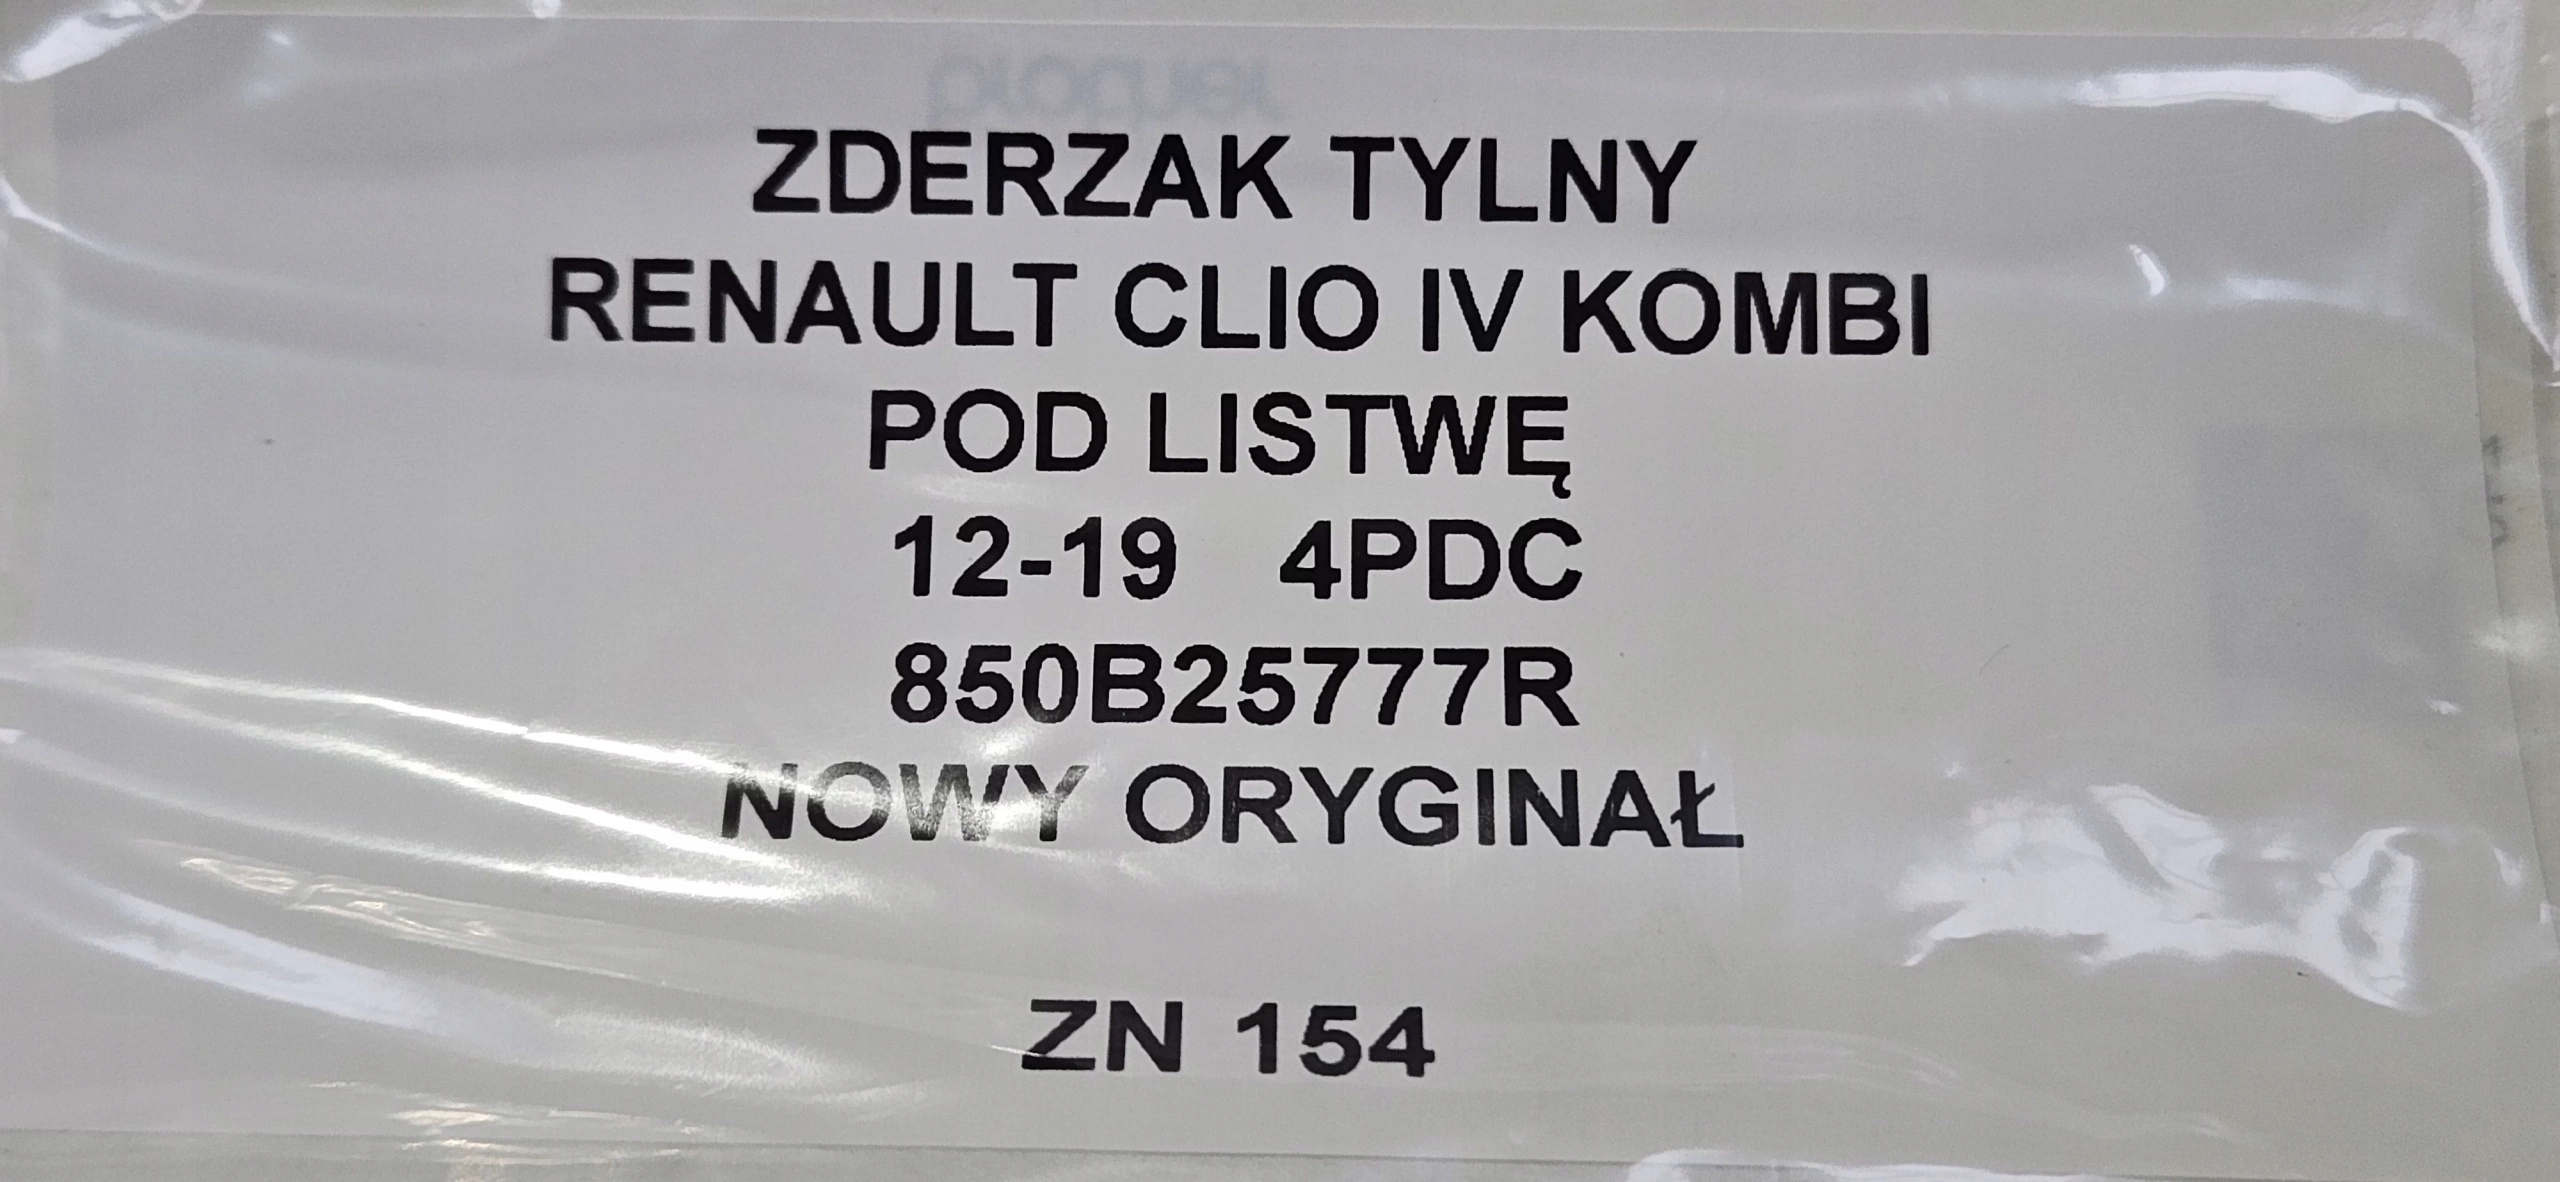 ZDERZAK TYLNY
RENAULT CLIO IV KOMBI
POD LISTWĘ
12-19 4PDC
850B25777R
NOWY ORYGINAŁ
ZN 154